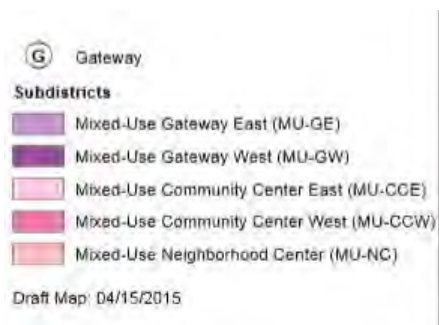 G Gateway
Subdistricts
Mixed-Use Gateway East (MU-GE)
Mixed-Use Gateway West (MU-GW)
Mixed-Use Community Center East (MU-CCE)
Mixed-Use Community Center West (MU-CCW)
Mixed-Use Neighborhood Center (MU-NC)
Draft Map: 04/15/2015